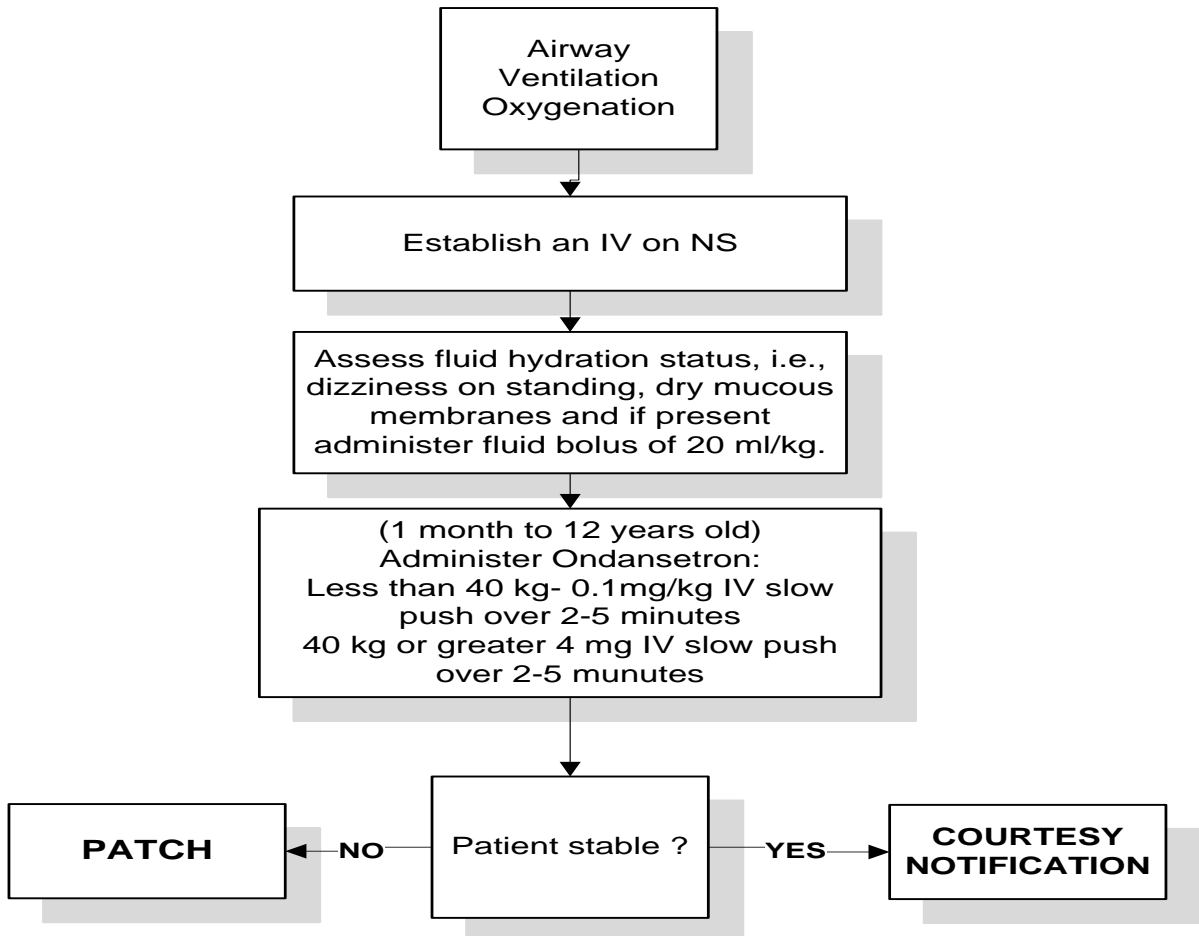 Airway
Ventilation
Oxygenation
Establish an IV on NS
Assess fluid hydration status, i.e.,
dizziness on standing, dry mucous
membranes and if present
administer fluid bolus of 20 ml/kg.
(1 month to 12 years old)
Administer Ondansetron:
Less than 40 kg- 0.1mg/kg IV slow
push over 2-5 minutes
40 kg or greater 4 mg IV slow push
over 2-5 munutes
Patient stable ?
NO
PATCH
YES
COURTESY
NOTIFICATION